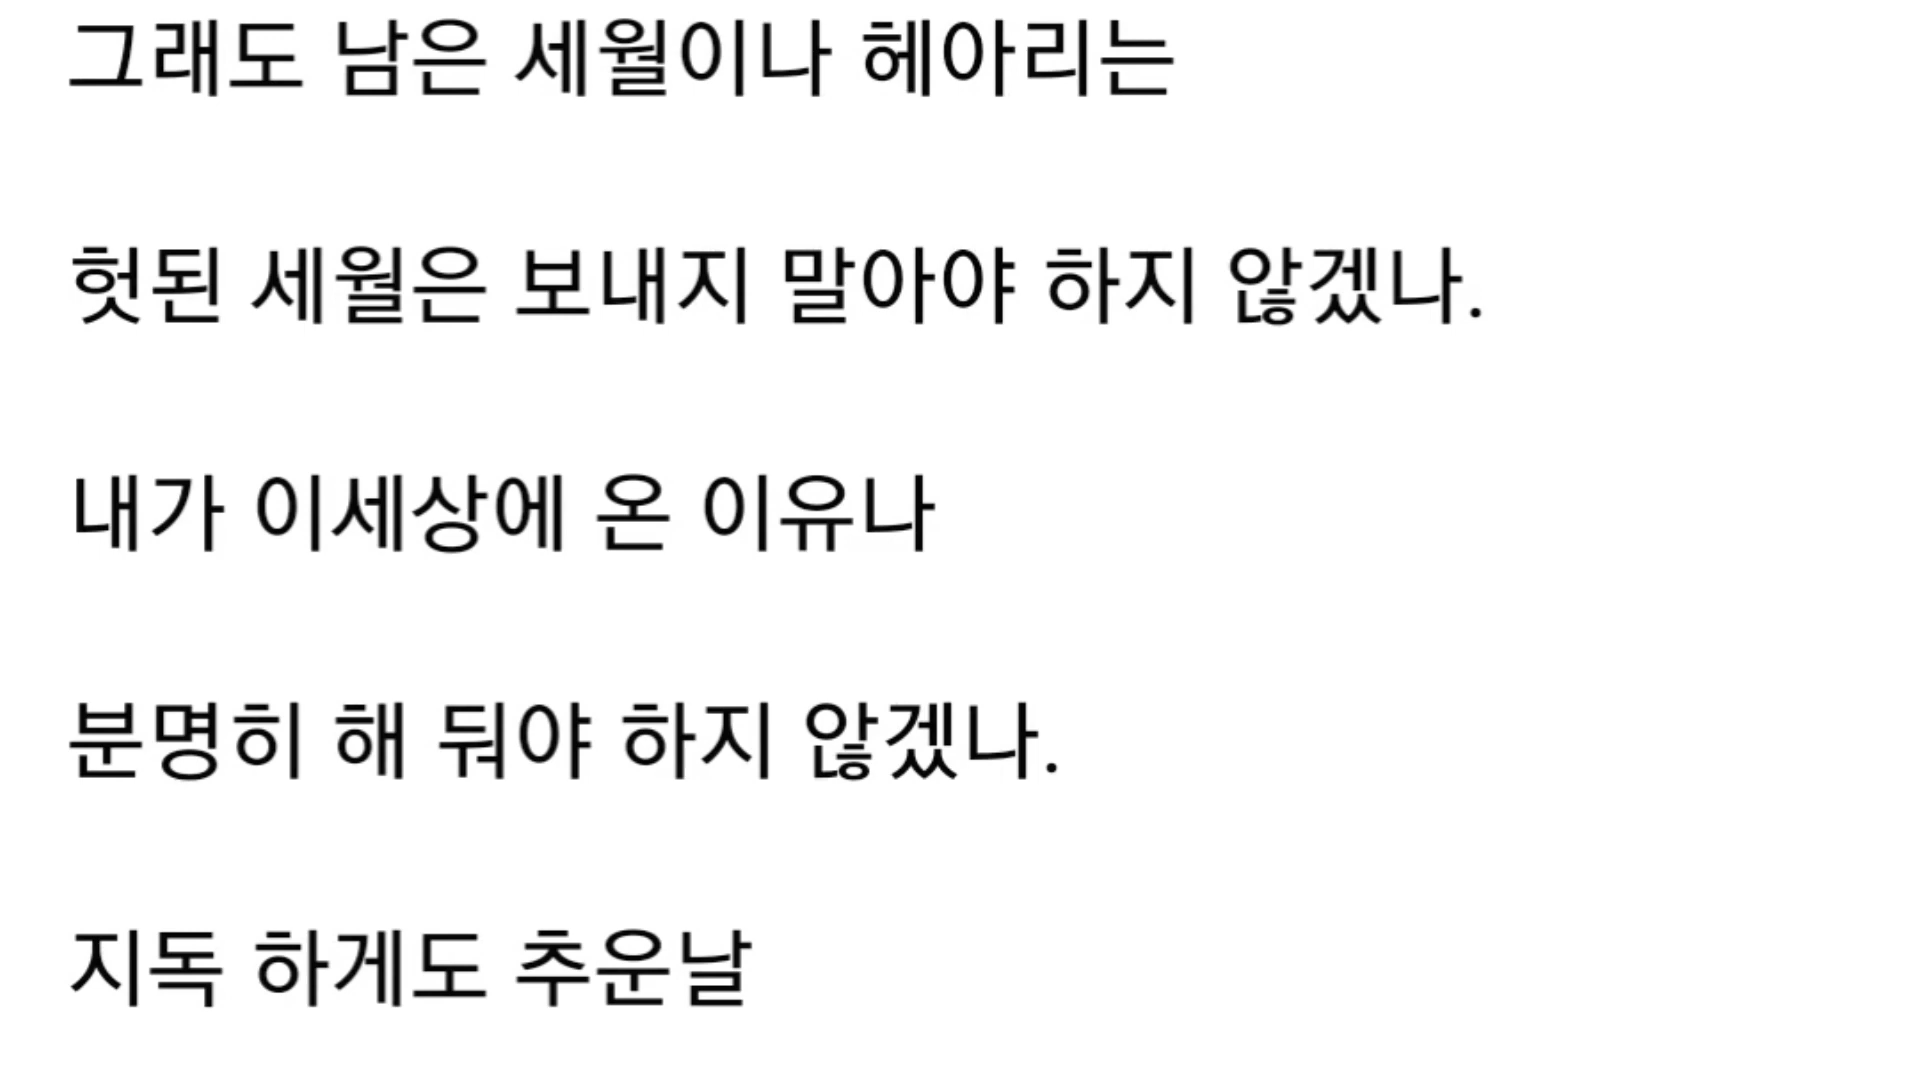 그래도 남은 세월이나 헤아리는
헛된 세월은 보내지 말아야 하지 않겠나.
내가 이세상에 온 이유나
분명히 해 둬야 하지 않겠나.
지독 하게도 추운날